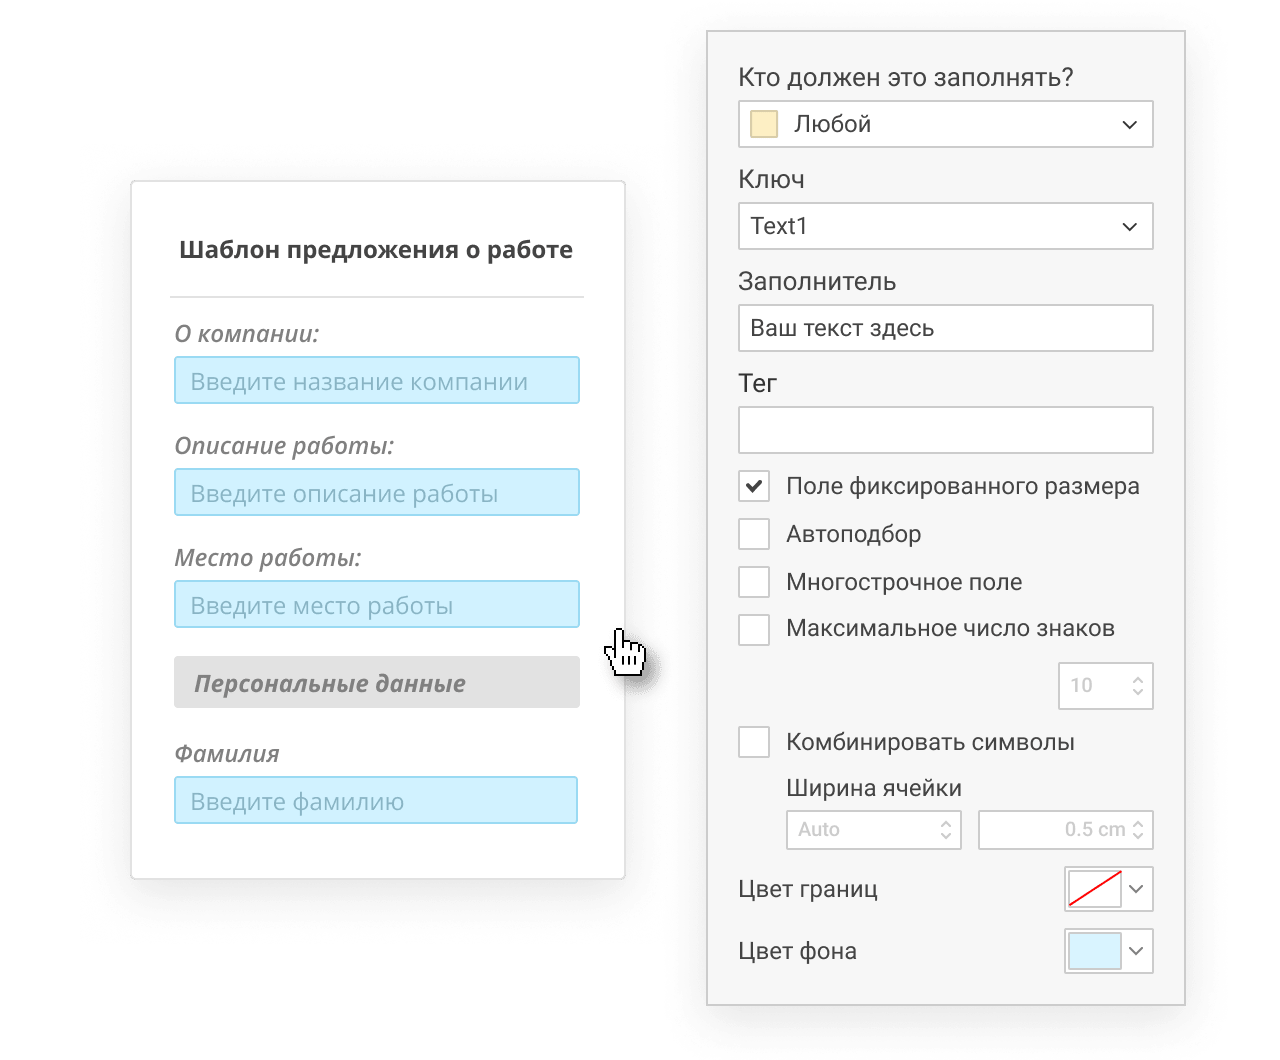 Шаблон предложения о работе
О компании:
Введите название компании
Описание работы:
Введите описание работы
Место работы:
Введите место работы
Персональные данные
Фамилия
Введите фамилию
Кто должен это заполнять?
Любой
Ключ
Text1
Заполнитель
Ваш текст здесь
Тег
Поле фиксированного размера
Автоподбор
Многострочное поле
Максимальное число знаков
10
Комбинировать символы
Ширина ячейки
Auto 0.5 cm
Цвет границ
Цвет фона